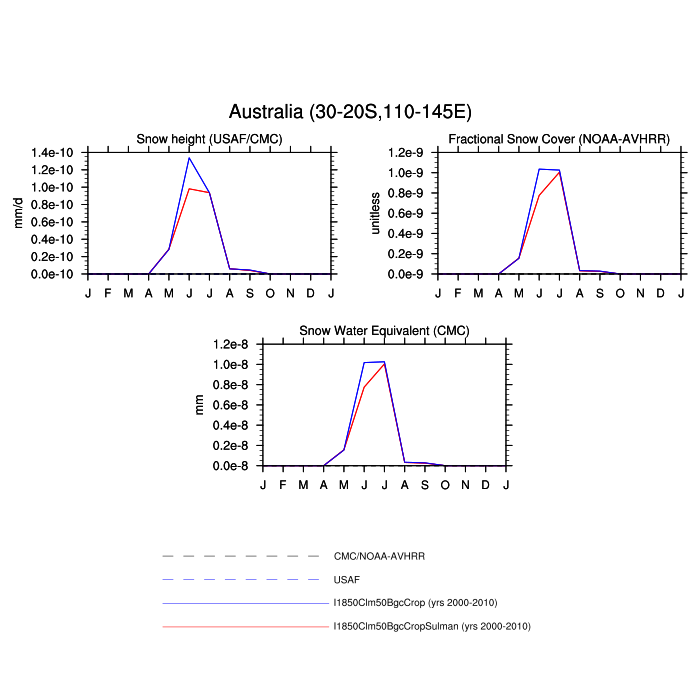 Australia (30-20S,110-145E)
Snow height (USAF/CMC)
1.4e-10
1.2e-10
1.0e-10
0.8e-10
0.6e-10
0.4e-10
0.2e-10
0.0e-10
mm/d
J F M A M J J A S O N D J
Fractional Snow Cover (NOAA-AVHRR)
1.2e-9
1.0e-9
0.8e-9
0.6e-9
0.4e-9
0.2e-9
0.0e-9
unitless
J F M A M J J A S O N D J
Snow Water Equivalent (CMC)
1.2e-8
1.0e-8
0.8e-8
0.6e-8
0.4e-8
0.2e-8
0.0e-8
mm
J F M A M J J A S O N D J
CMC/NOAA-AVHRR
USAF
I1850Clm50BgcCrop (yrs 2000-2010)
I1850Clm50BgcCropSulman (yrs 2000-2010)